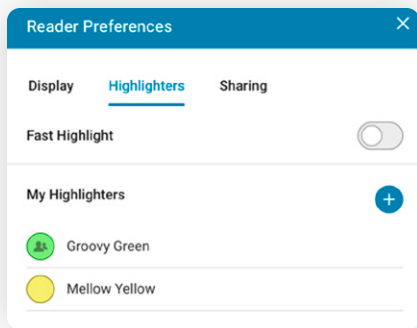 Reader Preferences
Display Highlighters Sharing
Fast Highlight
My Highlighters
Groovy Green
Mellow Yellow